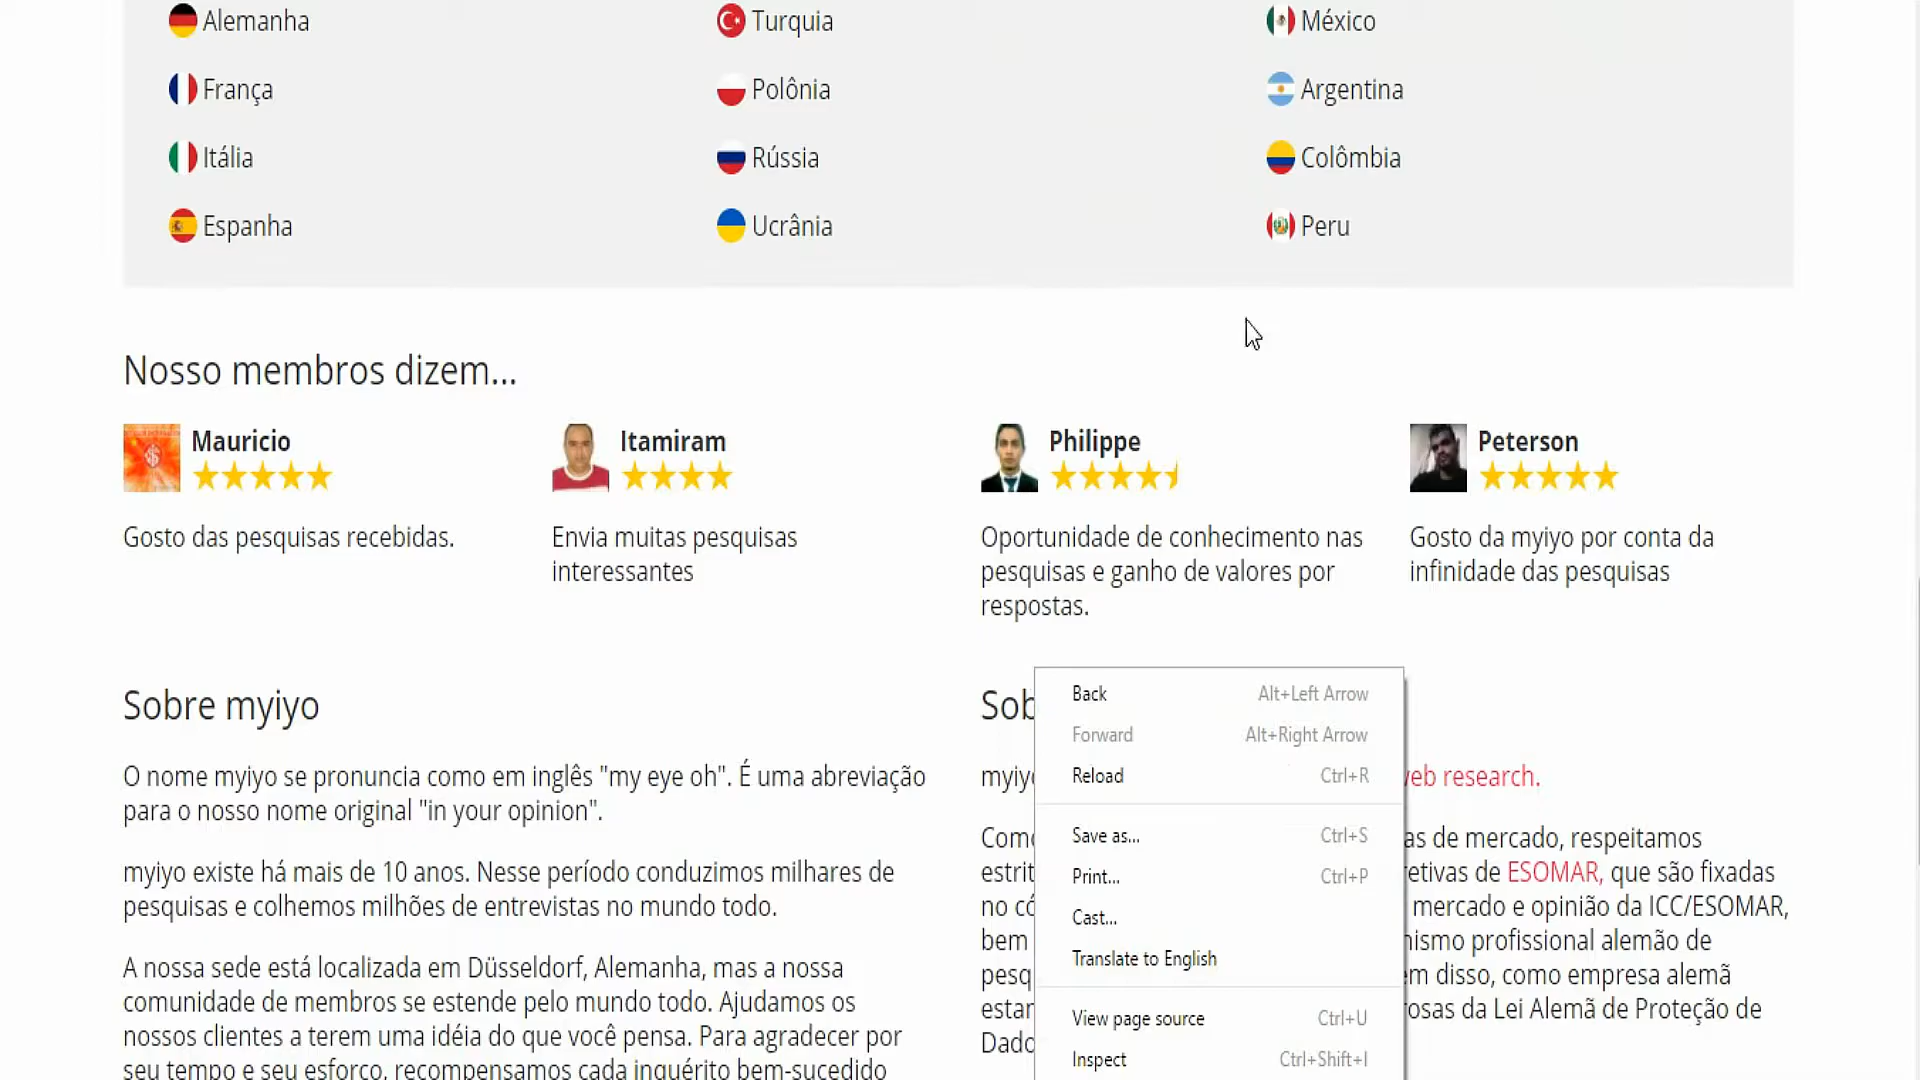 Alemanha
Turquia
México
França
Polônia
Argentina
Itália
Rússia
Colômbia
Espanha
Ucrânia
Peru
Nosso membros dizem...
Mauricio
Gosto das pesquisas recebidas.
Itamiram
Envia muitas pesquisas
interessantes
Philippe
Oportunidade de conhecimento nas
pesquisas e ganho de valores por
respostas.
Peterson
Gosto da myiyo por conta da
infinidade das pesquisas
Sobre myiyo
O nome myiyo se pronuncia como em inglês "my eye oh". É uma abreviação
para o nosso nome original "in your opinion".
myiyo existe há mais de 10 anos. Nesse período conduzimos milhares de
pesquisas e colhemos milhões de entrevistas no mundo todo.
A nossa sede está localizada em Düsseldorf, Alemanha, mas a nossa
comunidade de membros se estende pelo mundo todo. Ajudamos os
nossos clientes a terem uma idéia do que você pensa. Para agradecer por
seu tempo e seu esforço, recompensamos cada inquérito bem-sucedido
research.
de mercado, respeitamos
de ESOMAR, que são fixadas
no
mercado e opinião da ICC/ESOMAR,
bem
profissional alemão de
disso, como empresa alemã
da Lei Alemã de Proteção de
Back Alt+Left Arrow
Forward Alt+Right Arrow
Reload Ctrl+R
Save as... Ctrl+S
Print... Ctrl+P
Cast...
Translate to English
View page source Ctrl+U
Inspect Ctrl+Shift+I